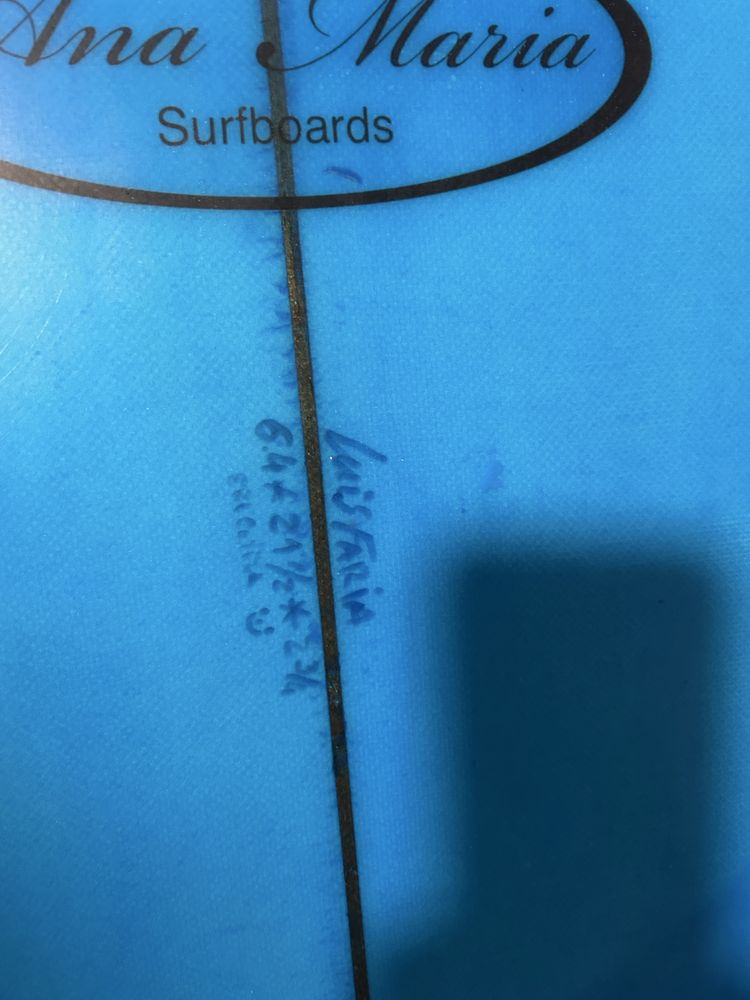 Ana Maria
Surfboards
Luis Faria
6.4 * 21 1/2 * 2 3/4